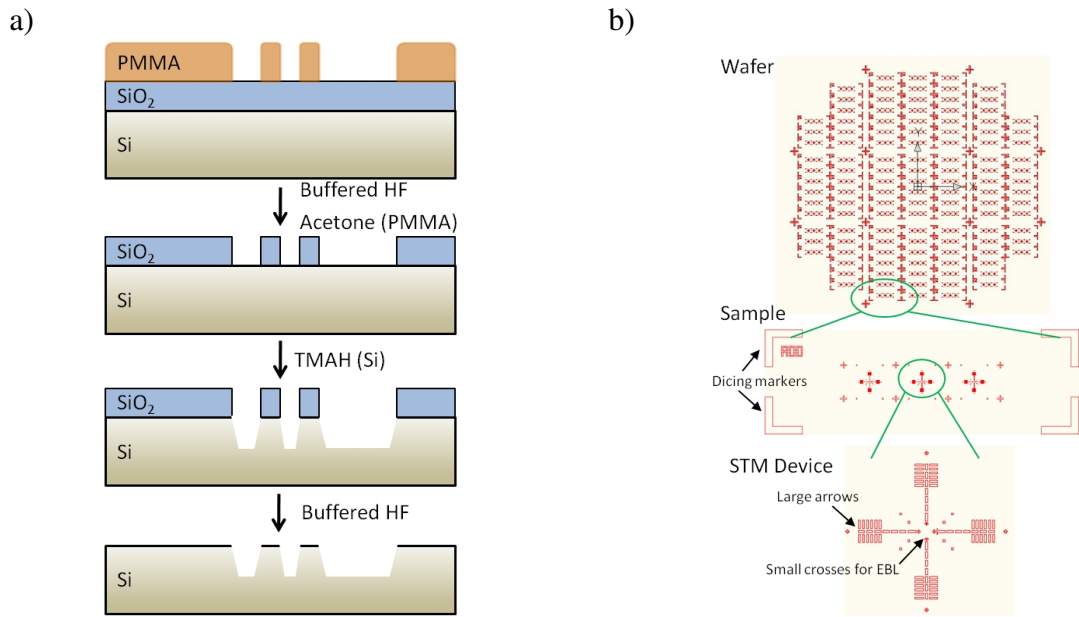 a)
PMMA
SiO2
Si
Buffered HF
Acetone (PMMA)
SiO2
Si
TMAH (Si)
SiO2
Si
Buffered HF
Si
b)
Wafer
Y
X
Sample
Dicing markers
STM Device
Large arrows
Small crosses for EBL